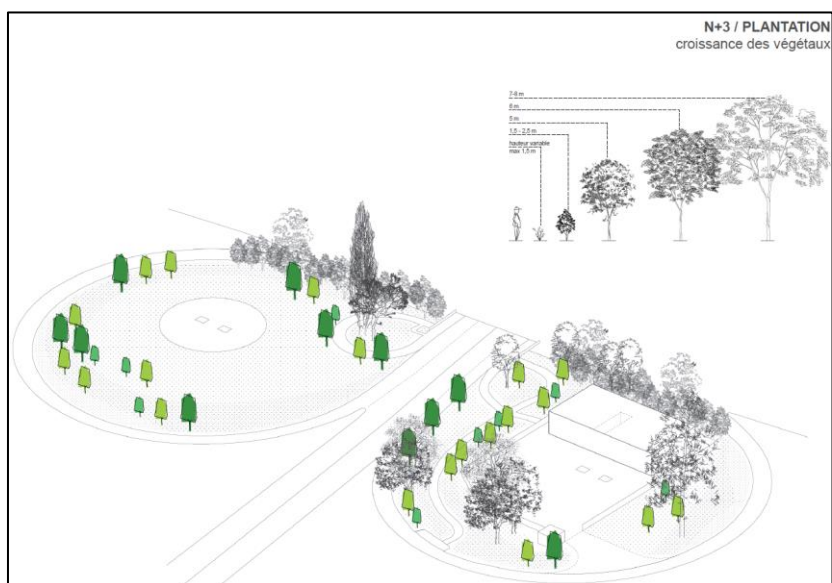 N+3 / PLANTATION
croissance des végétaux
7-8 m
6 m
5 m
1,5 - 2,5 m
hauteur variable
max 1,5 m